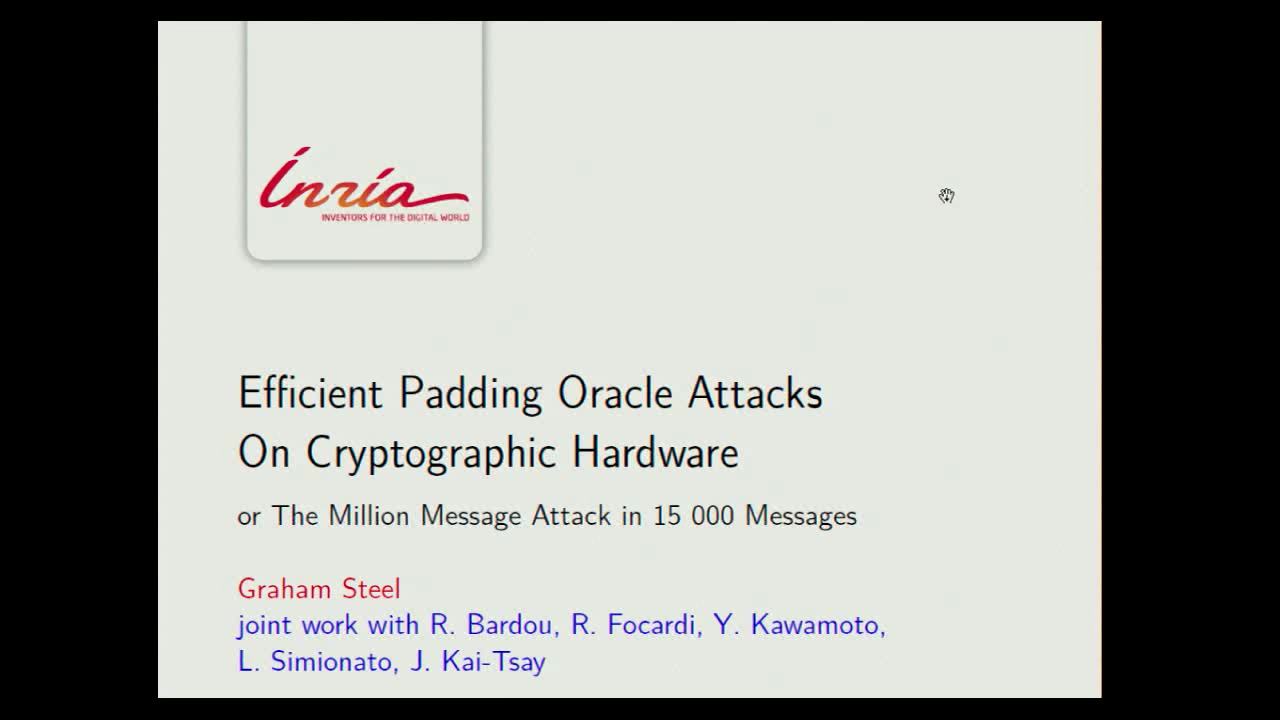 Inria
INVENTORS FOR THE DIGITAL WORLD
Efficient Padding Oracle Attacks
On Cryptographic Hardware
or The Million Message Attack in 15 000 Messages
Graham Steel
joint work with R. Bardou, R. Focardi, Y. Kawamoto,
L. Simionato, J. Kai-Tsay